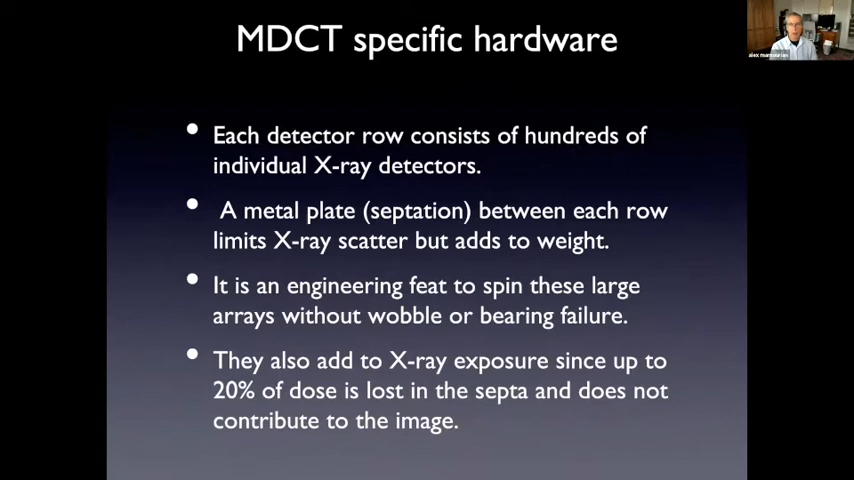 MDCT specific hardware
• Each detector row consists of hundreds of
individual X-ray detectors.
• A metal plate (septation) between each row
limits X-ray scatter but adds to weight.
• It is an engineering feat to spin these large
arrays without wobble or bearing failure.
• They also add to X-ray exposure since up to
20% of dose is lost in the septa and does not
contribute to the image.